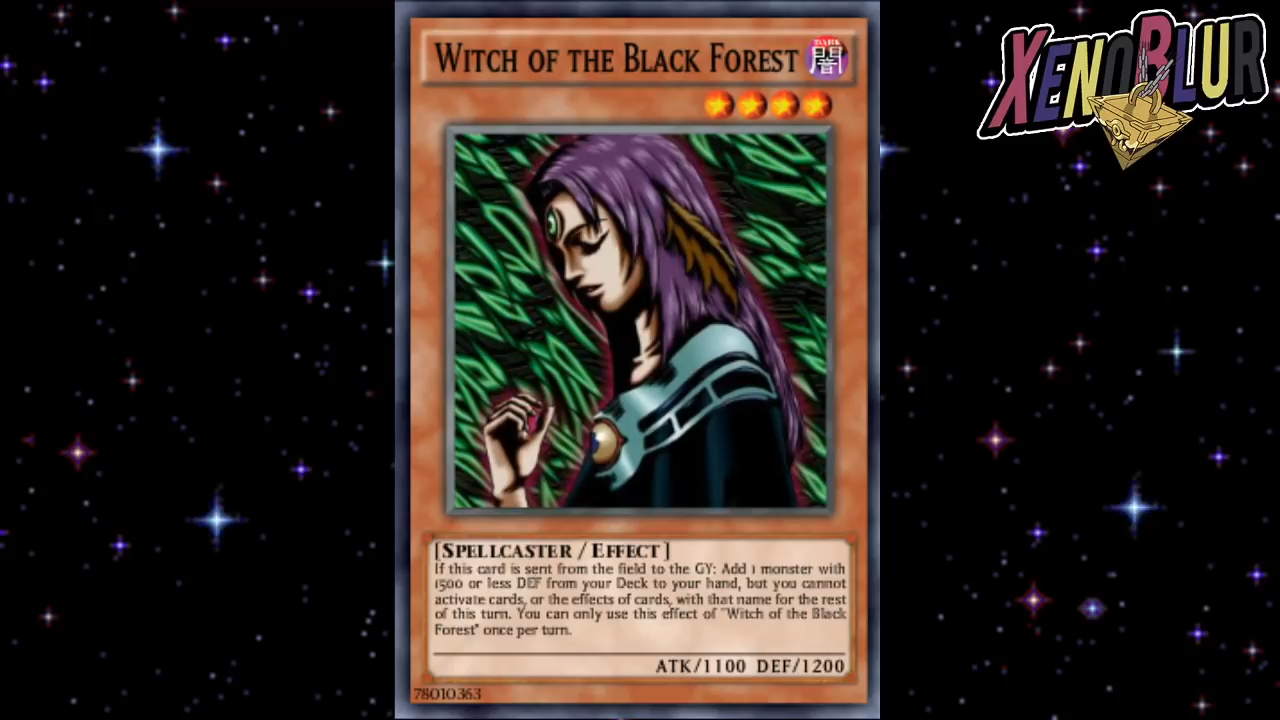 WITCH OF THE BLACK FOREST
DARK
闇
XENOBLUR
[SPELLCASTER / EFFECT]
If this card is sent from the field to the GY: Add 1 monster with
1500 or less DEF from your Deck to your hand, but you cannot
activate cards, or the effects of cards, with that name for the rest
of this turn. You can only use this effect of "Witch of the Black
Forest" once per turn.
ATK/1100 DEF/1200
78010363